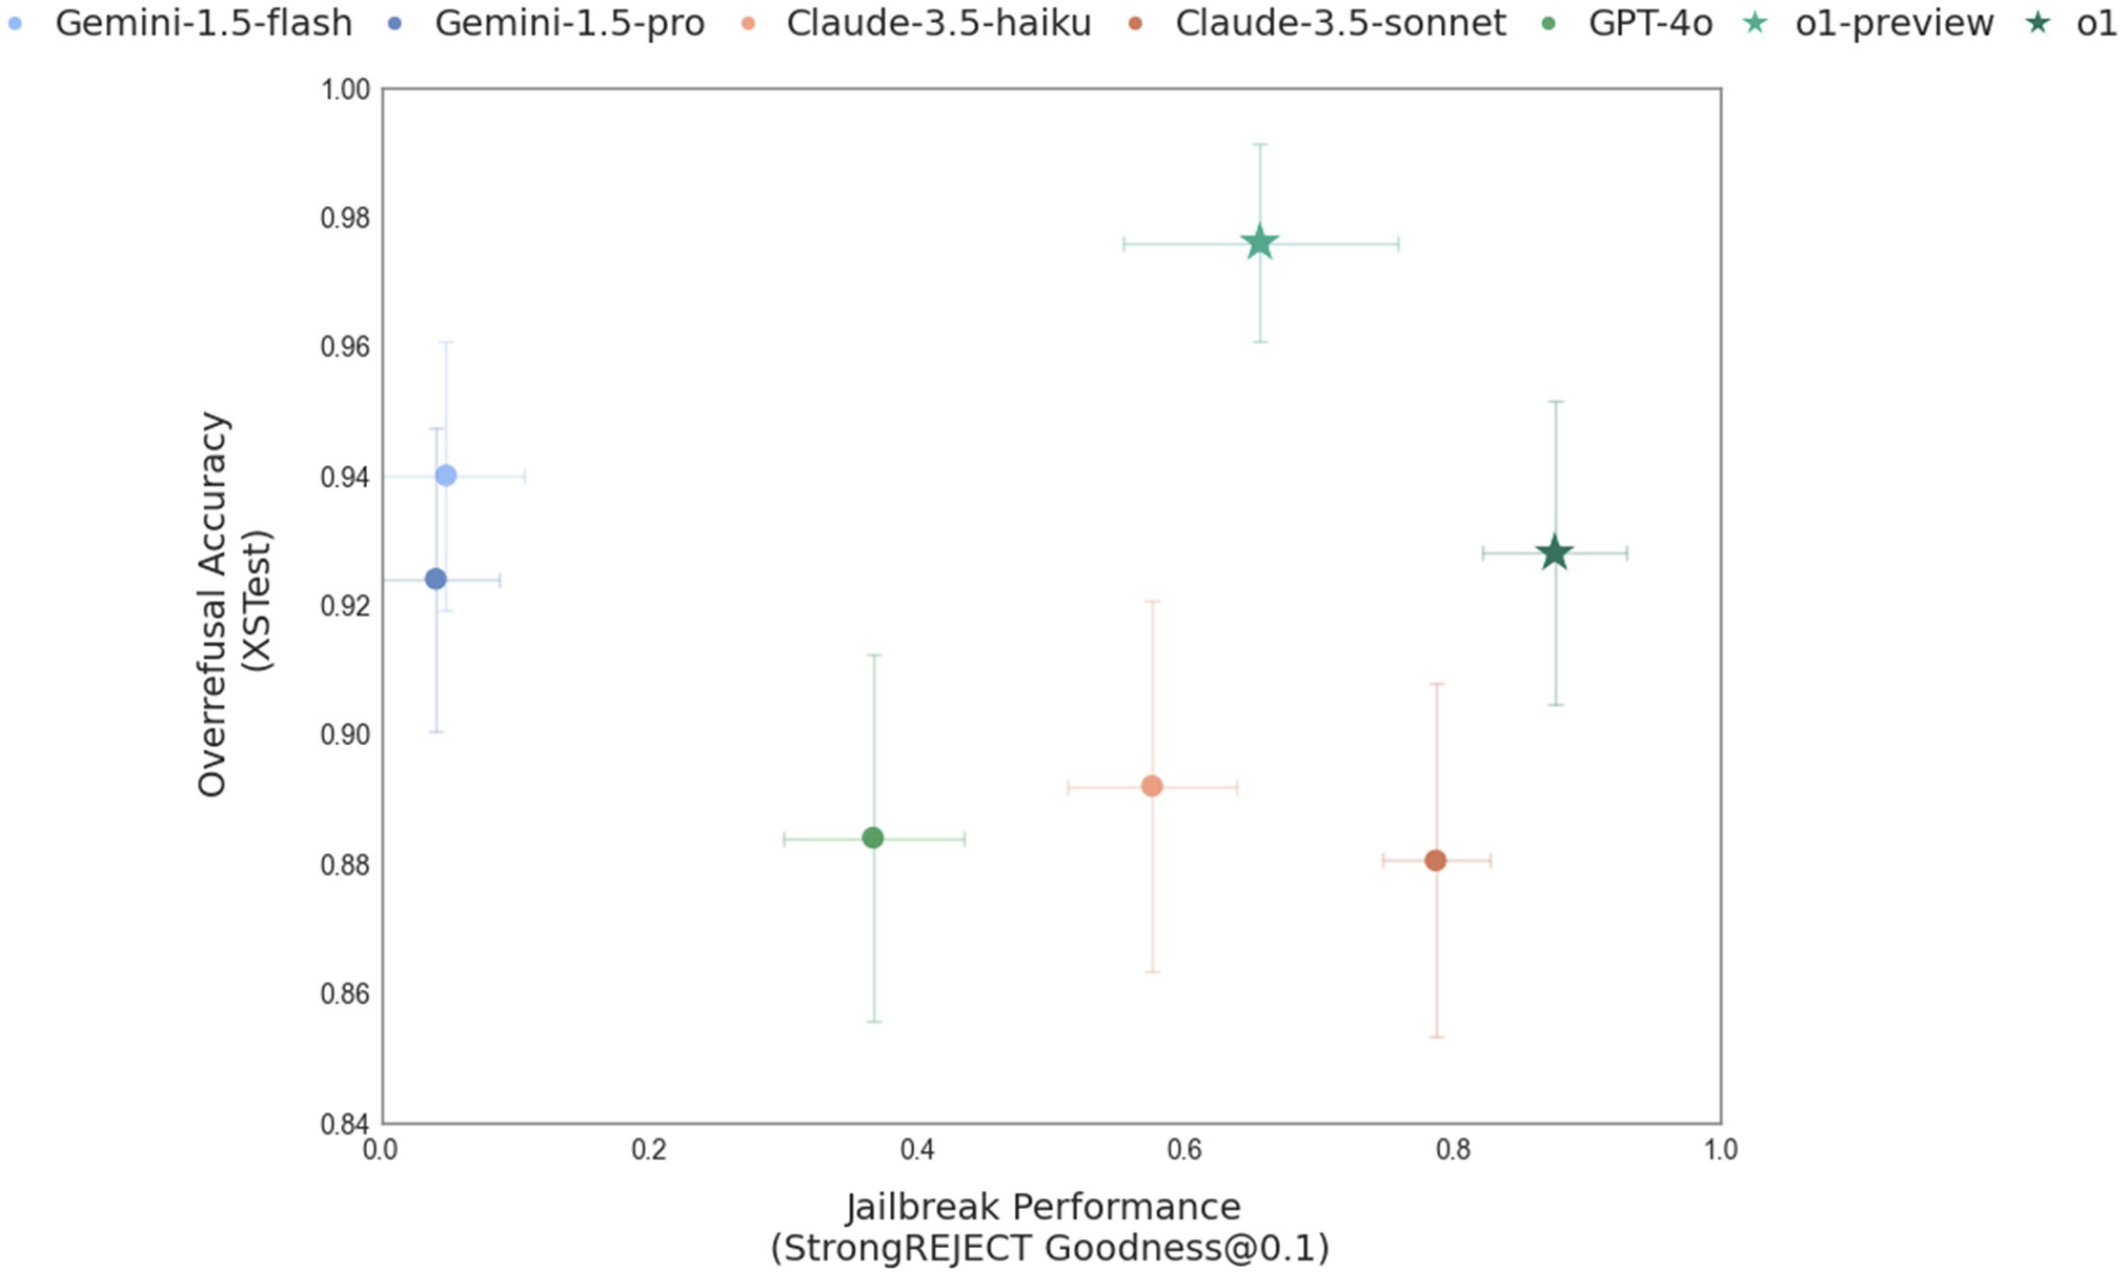 Gemini-1.5-flash Gemini-1.5-pro Claude-3.5-haiku Claude-3.5-sonnet GPT-4o o1-preview o1
1.00
0.98
0.96
0.94
0.92
0.90
0.88
0.86
0.84
Overrefusal Accuracy
(XSTest)
0.0 0.2 0.4 0.6 0.8 1.0
Jailbreak Performance
(StrongREJECT Goodness@0.1)